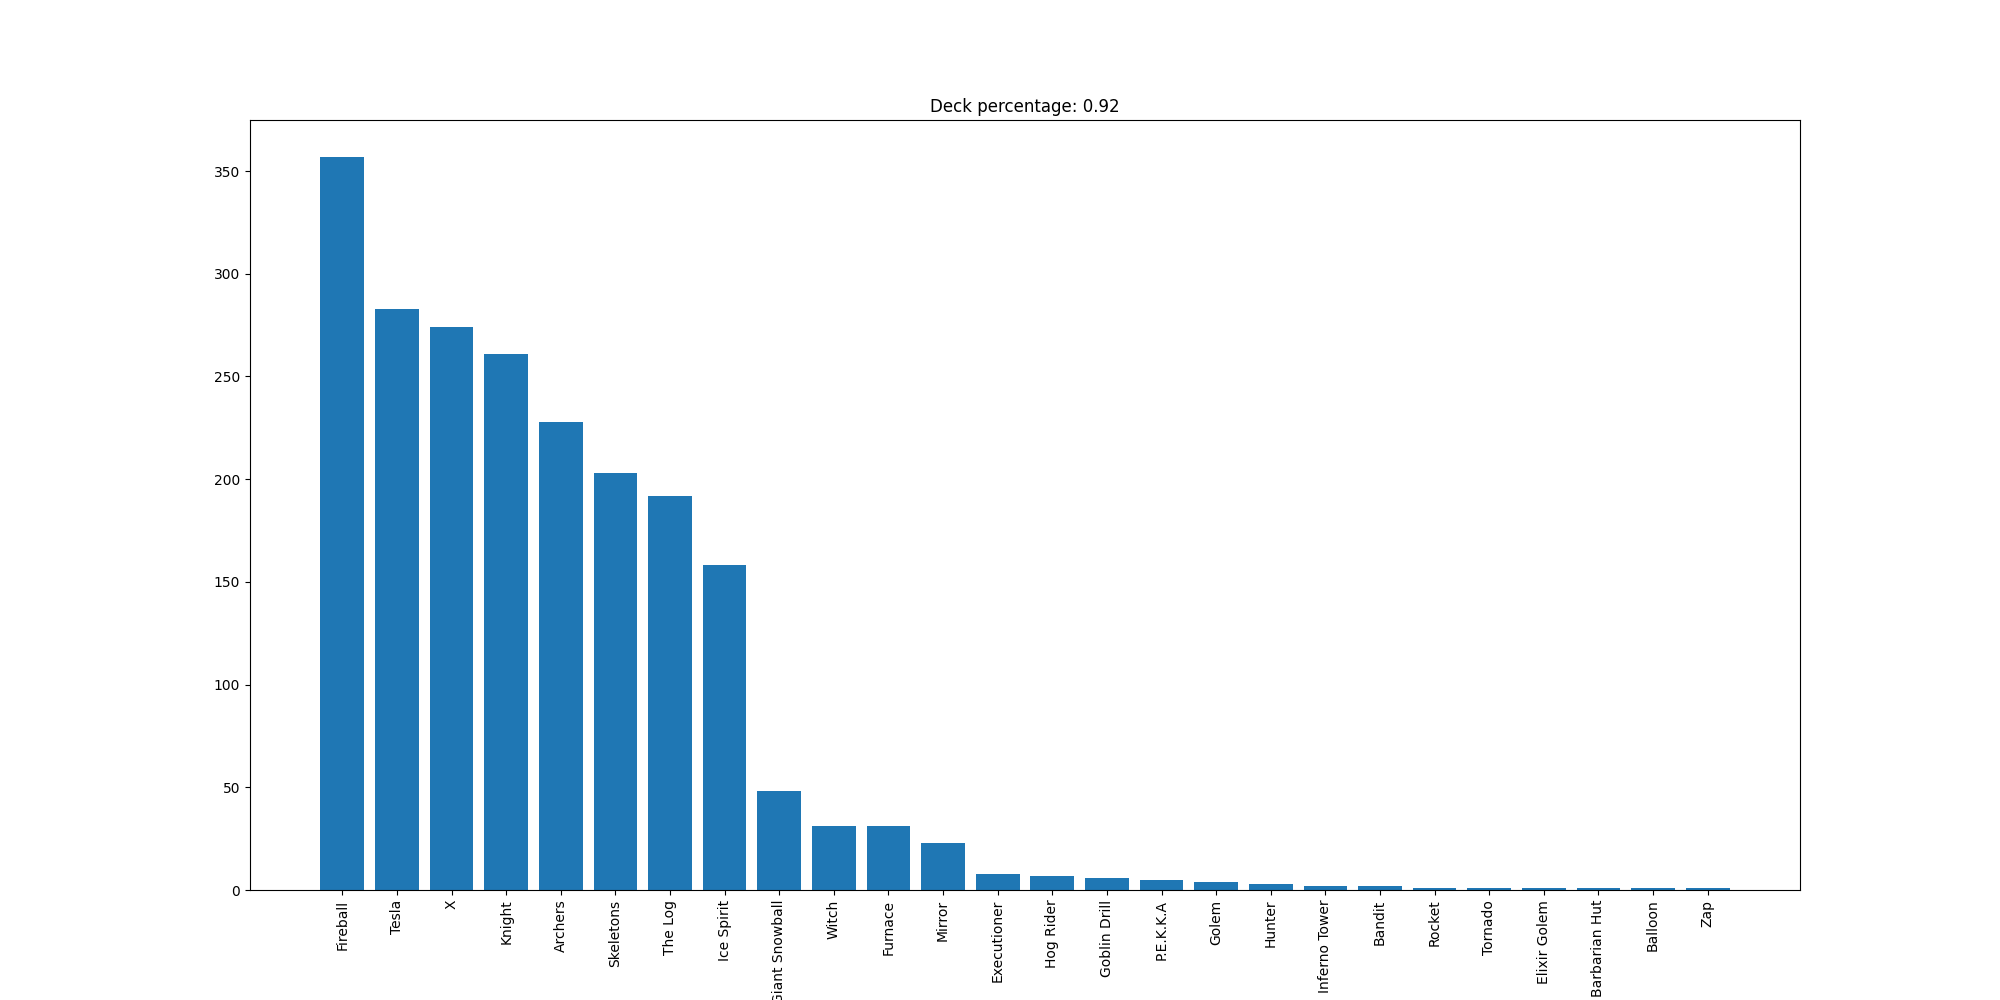 Deck percentage: 0.92
350
300
250
200
150
100
50
0
Fireball
Tesla
X
Knight
Archers
Skeletons
The Log
Ice Spirit
Giant Snowball
Witch
Furnace
Mirror
Executioner
Hog Rider
Goblin Drill
P.E.K.K.A
Golem
Hunter
Inferno Tower
Bandit
Rocket
Tornado
Elixir Golem
Barbarian Hut
Balloon
Zap